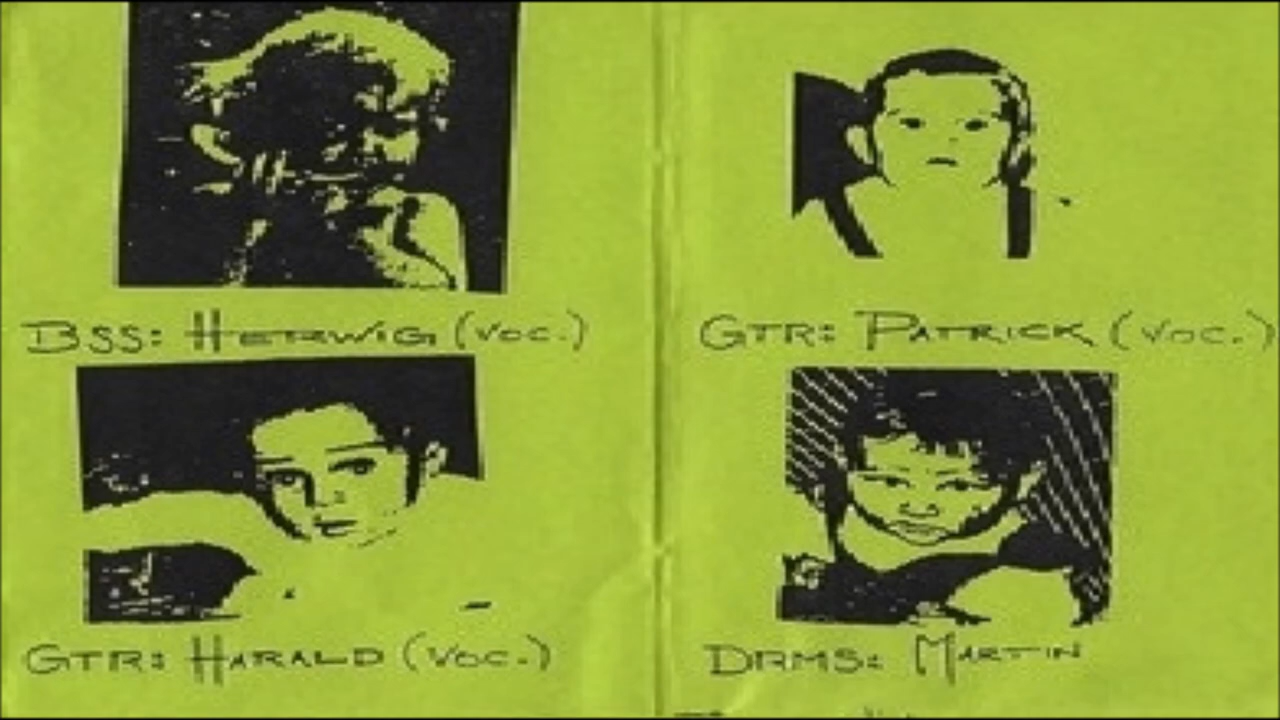 BSS: HERWIG (VOC.)
GTR: PATRICK (VOC.)
GTR: HARALD (VOC.)
DRMS: MARTIN